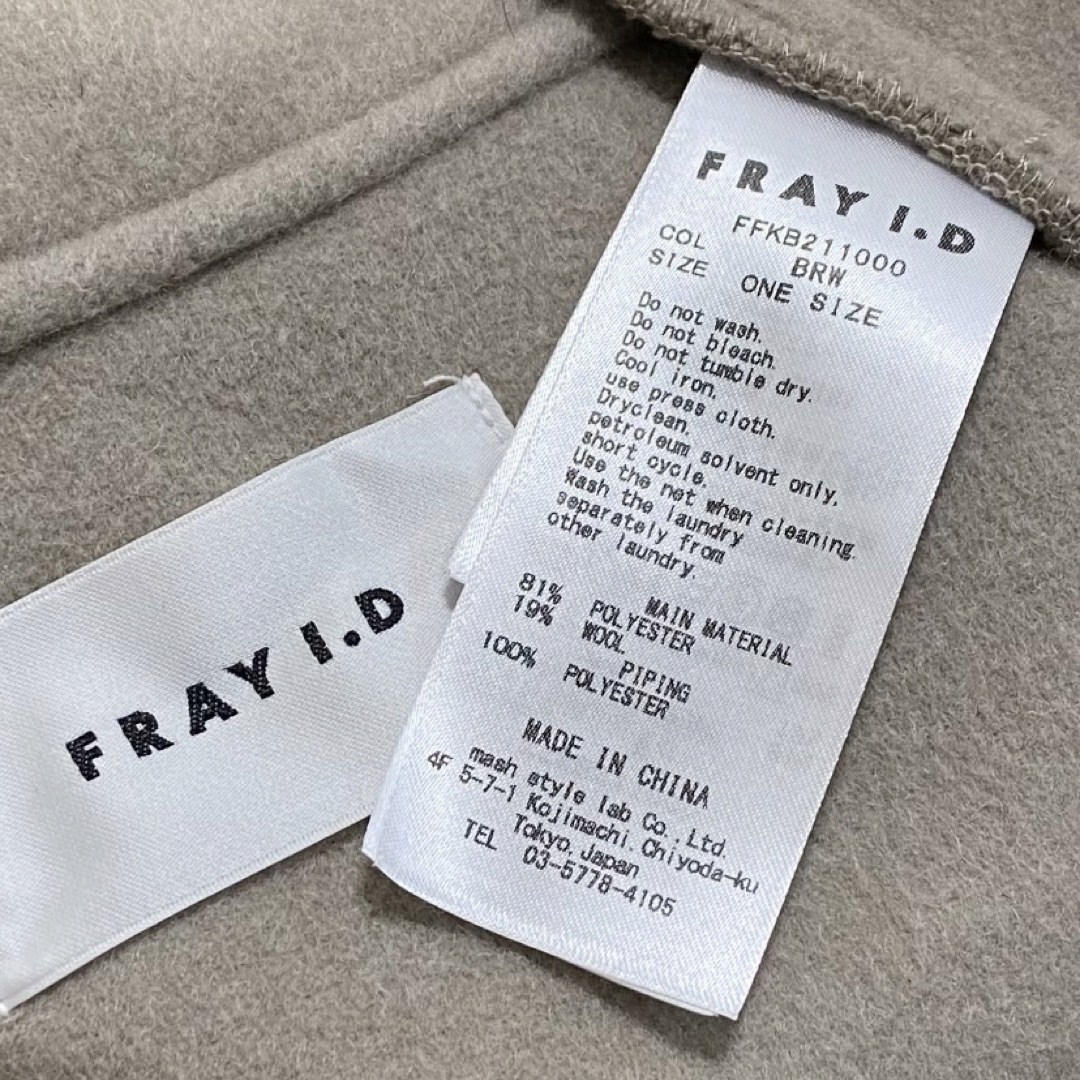 FRAY I.D
FFKB211000
COL BRW
SIZE ONE SIZE
Do not wash.
Do not bleach.
Do not tumble dry.
Cool iron.
use press cloth.
Dryclean.
petroleum solvent only,
short cycle.
Use the net when cleaning.
Wash the laundry
separately from
other laundry.
MAIN MATERIAL
81% POLYESTER
19% WOOL
PIPING
100% POLYESTER
MADE IN CHINA
mash style lab Co.,Ltd.
4F 5-7-1 Kojimachi.Chiyoda-ku
Tokyo.Japan
TEL 03-5778-4105
FRAY I.D